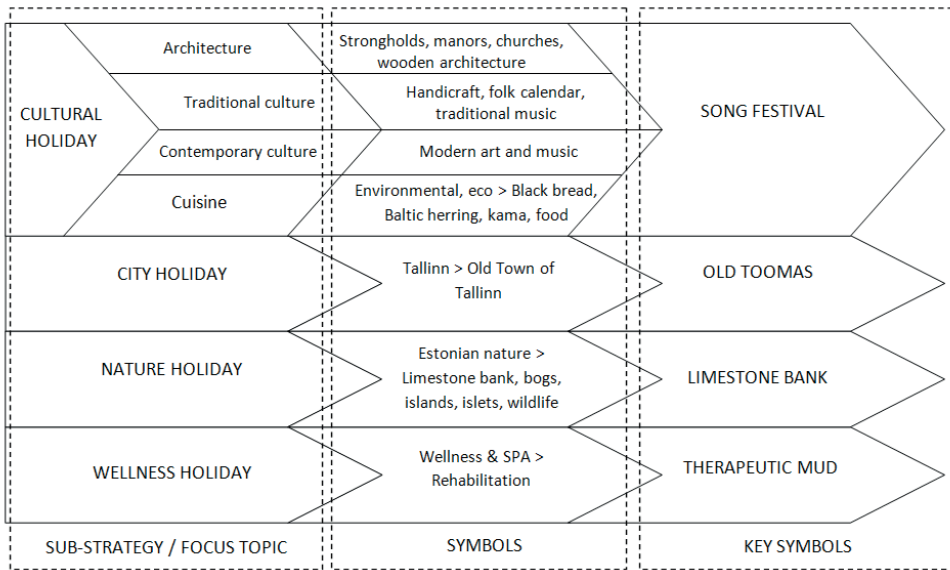 CULTURAL
HOLIDAY
Architecture
Strongholds, manors, churches,
wooden architecture
Traditional culture
Handicraft, folk calendar,
traditional music
Contemporary culture
Modern art and music
Cuisine
Environmental, eco > Black bread,
Baltic herring, kama, food
SONG FESTIVAL
CITY HOLIDAY
Tallinn > Old Town of
Tallinn
OLD TOOMAS
NATURE HOLIDAY
Estonian nature >
Limestone bank, bogs,
islands, islets, wildlife
LIMESTONE BANK
WELLNESS HOLIDAY
Wellness & SPA >
Rehabilitation
THERAPEUTIC MUD
SUB-STRATEGY / FOCUS TOPIC
SYMBOLS
KEY SYMBOLS